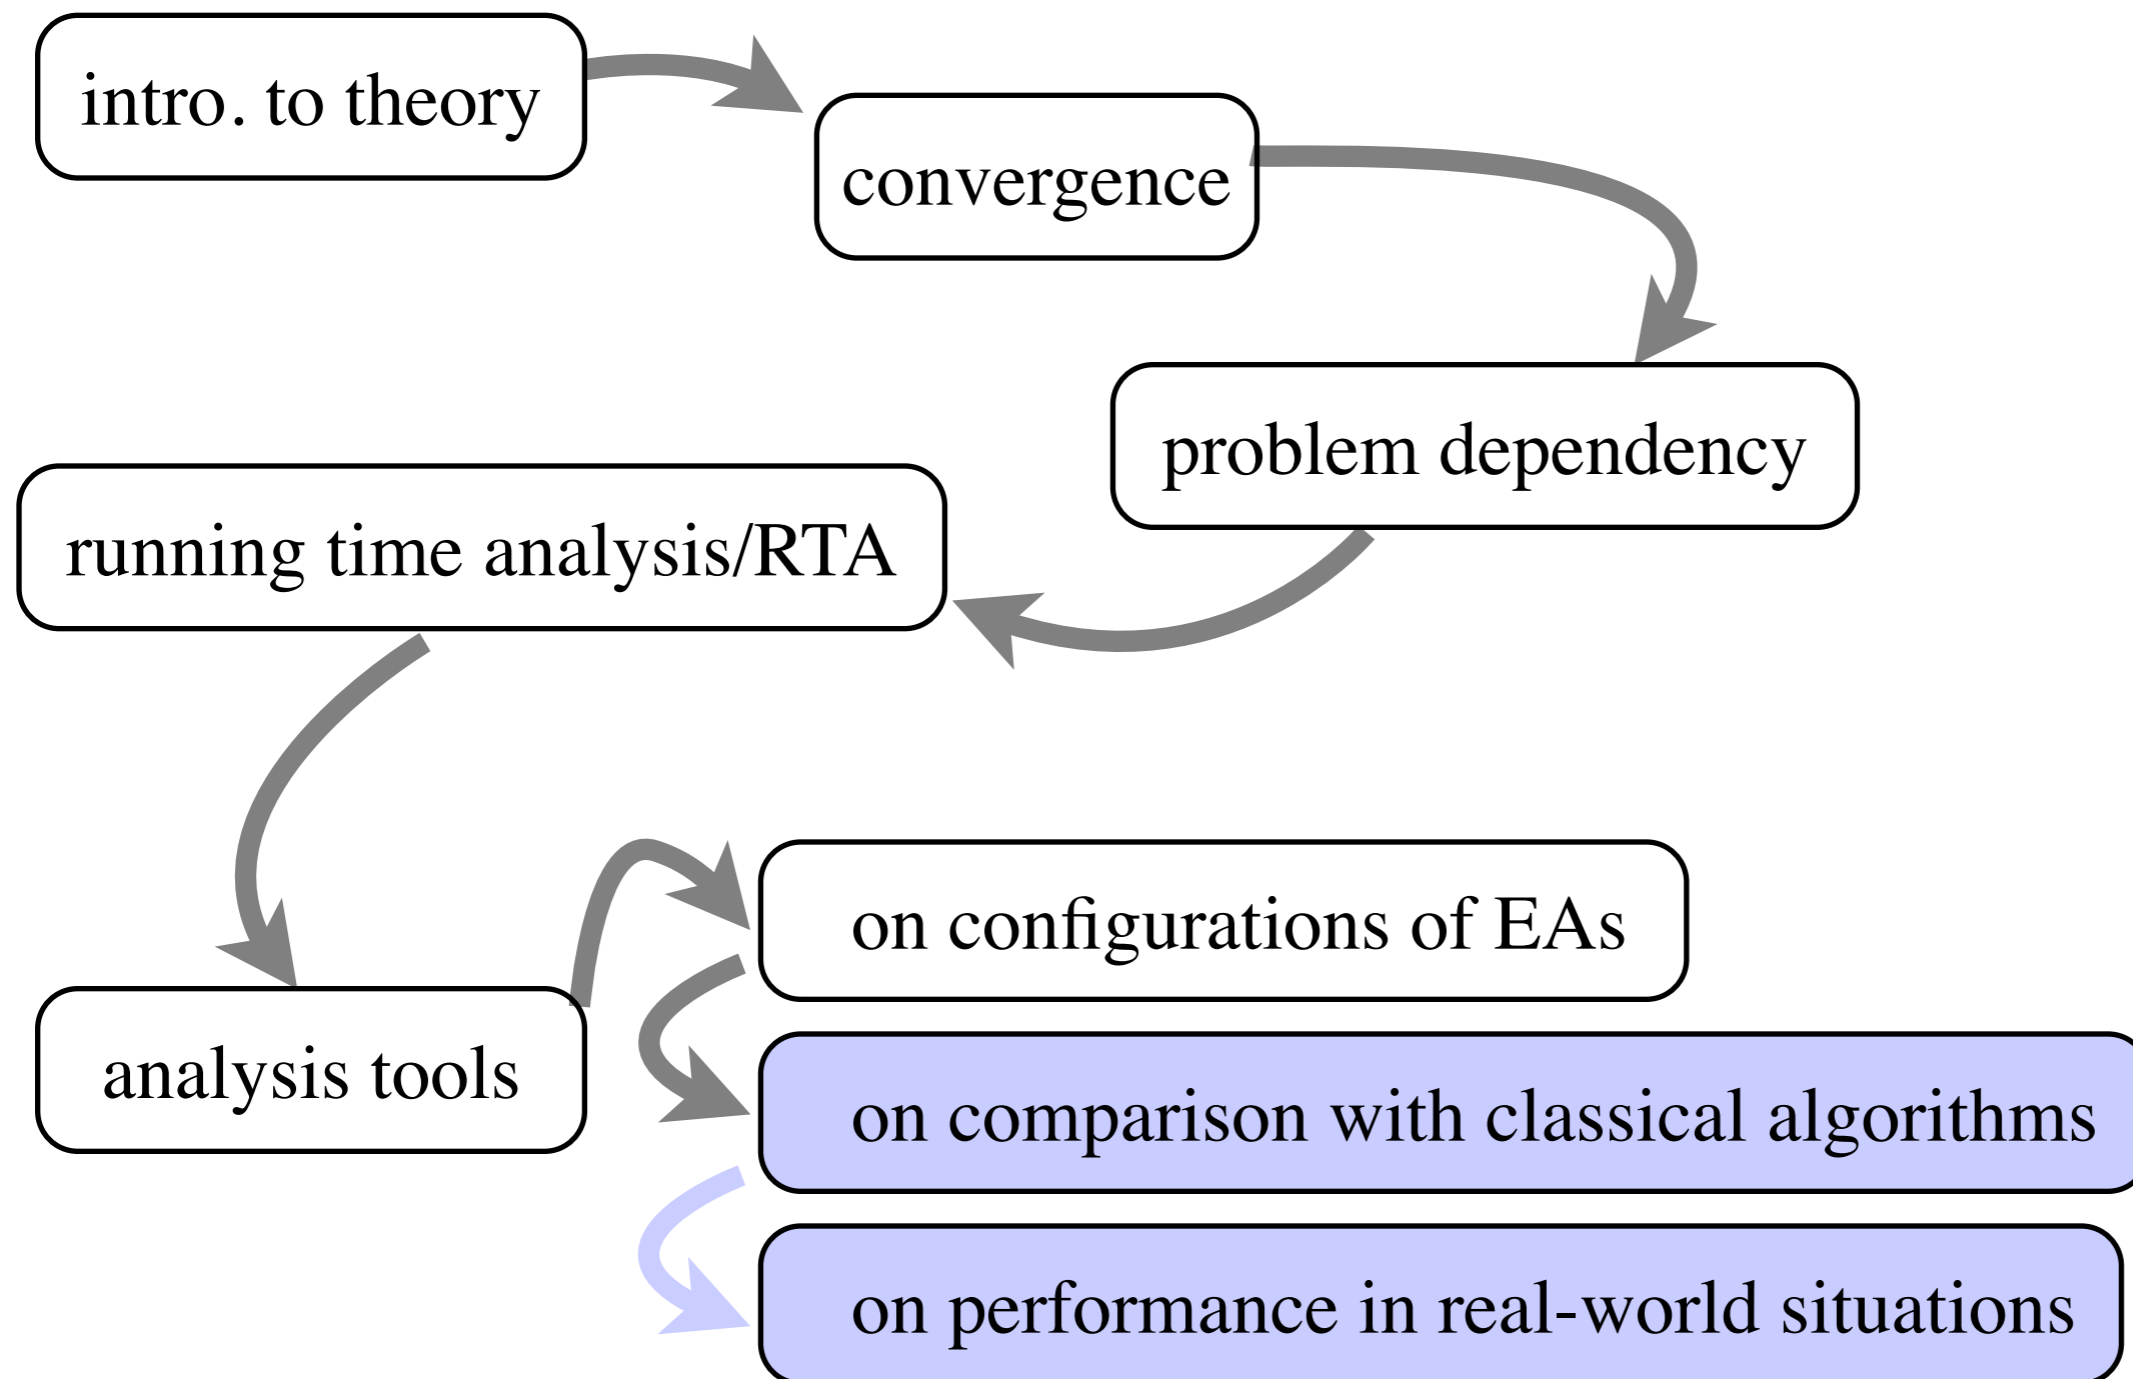 intro. to theory
convergence
problem dependency
running time analysis/RTA
on configurations of EAs
analysis tools
on comparison with classical algorithms
on performance in real-world situations